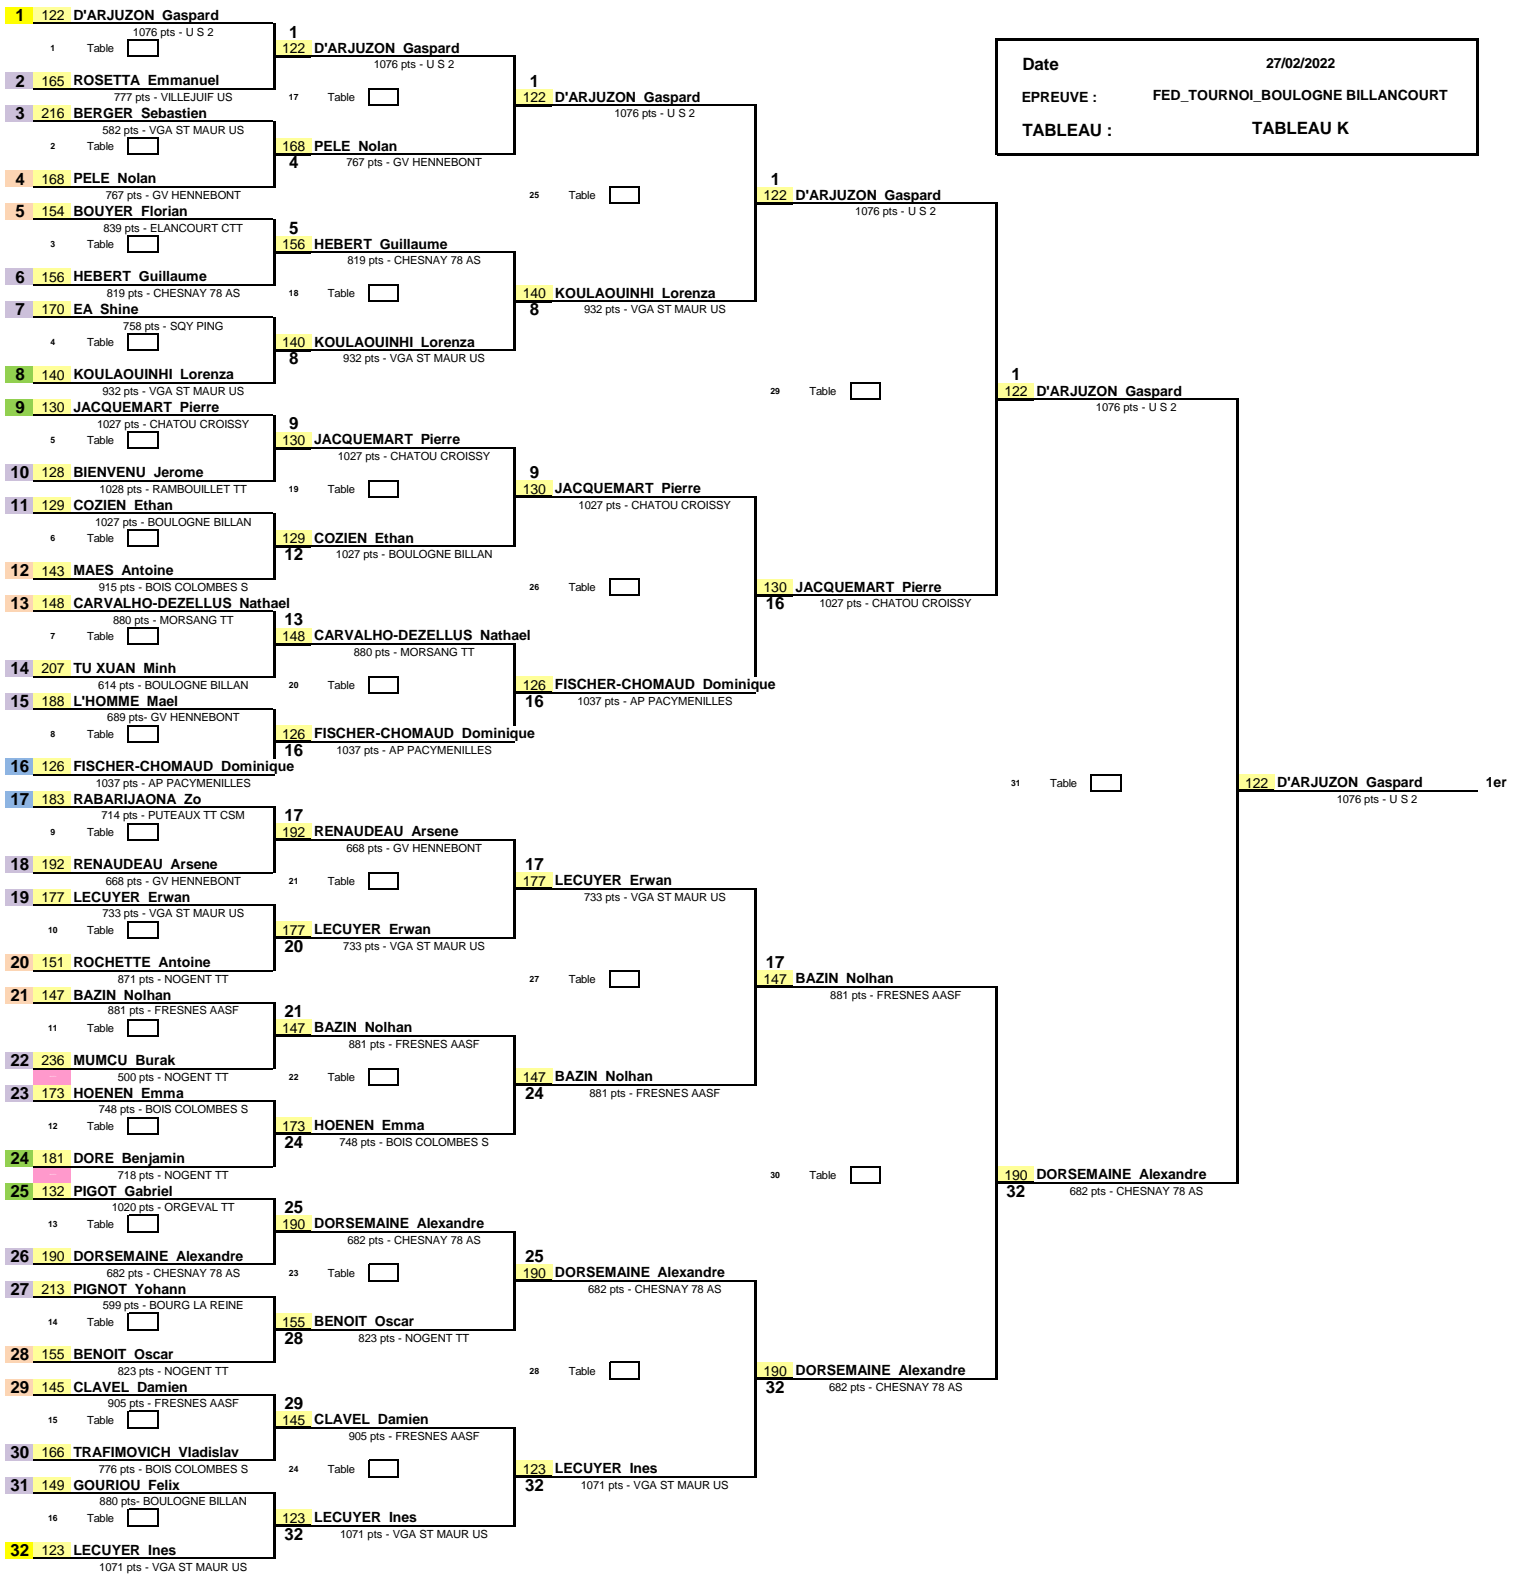 Date 27/02/2022
EPREUVE : FED_TOURNOI_BOULOGNE BILLANCOURT
TABLEAU : TABLEAU K
1 122 D'ARJUZON Gaspard
1076 pts - U S 2
1 Table
2 165 ROSETTA Emmanuel
777 pts - VILLEJUIF US
3 216 BERGER Sebastien
582 pts - VGA ST MAUR US
2 Table
4 168 PELE Nolan
767 pts - GV HENNEBONT
5 154 BOUYER Florian
839 pts - ELANCOURT CTT
3 Table
6 156 HEBERT Guillaume
819 pts - CHESNAY 78 AS
7 170 EA Shine
758 pts - SQY PING
4 Table
8 140 KOULAOUINHI Lorenza
932 pts - VGA ST MAUR US
9 130 JACQUEMART Pierre
1027 pts - CHATOU CROISSY
5 Table
10 128 BIENVENU Jerome
1028 pts - RAMBOUILLET TT
11 129 COZIEN Ethan
1027 pts - BOULOGNE BILLAN
6 Table
12 143 MAES Antoine
915 pts - BOIS COLOMBES S
13 148 CARVALHO-DEZELLUS Nathael
880 pts - MORSANG TT
7 Table
14 207 TU XUAN Minh
614 pts - BOULOGNE BILLAN
15 188 L'HOMME Mael
689 pts- GV HENNEBONT
8 Table
16 126 FISCHER-CHOMAUD Dominique
1037 pts - AP PACYMENILLES
17 183 RABARIJAONA Zo
714 pts - PUTEAUX TT CSM
9 Table
18 192 RENAUDEAU Arsene
668 pts - GV HENNEBONT
19 177 LECUYER Erwan
733 pts - VGA ST MAUR US
10 Table
20 151 ROCHETTE Antoine
871 pts - NOGENT TT
21 147 BAZIN Nolhan
881 pts - FRESNES AASF
11 Table
22 236 MUMCU Burak
500 pts - NOGENT TT
23 173 HOENEN Emma
748 pts - BOIS COLOMBES S
12 Table
24 181 DORE Benjamin
718 pts - NOGENT TT
25 132 PIGOT Gabriel
1020 pts - ORGEVAL TT
13 Table
26 190 DORSEMAINE Alexandre
682 pts - CHESNAY 78 AS
27 213 PIGNOT Yohann
599 pts - BOURG LA REINE
14 Table
28 155 BENOIT Oscar
823 pts - NOGENT TT
29 145 CLAVEL Damien
905 pts - FRESNES AASF
15 Table
30 166 TRAFIMOVICH Vladislav
776 pts - BOIS COLOMBES S
31 149 GOURIOU Felix
880 pts- BOULOGNE BILLAN
16 Table
32 123 LECUYER Ines
1071 pts - VGA ST MAUR US
1
122 D'ARJUZON Gaspard
1076 pts - U S 2
17 Table
168 PELE Nolan
4 767 pts - GV HENNEBONT
5
156 HEBERT Guillaume
819 pts - CHESNAY 78 AS
18 Table
140 KOULAOUINHI Lorenza
8 932 pts - VGA ST MAUR US
9
130 JACQUEMART Pierre
1027 pts - CHATOU CROISSY
19 Table
129 COZIEN Ethan
12 1027 pts - BOULOGNE BILLAN
13
148 CARVALHO-DEZELLUS Nathael
880 pts - MORSANG TT
20 Table
126 FISCHER-CHOMAUD Dominique
16 1037 pts - AP PACYMENILLES
17
192 RENAUDEAU Arsene
668 pts - GV HENNEBONT
21 Table
177 LECUYER Erwan
20 733 pts - VGA ST MAUR US
21
147 BAZIN Nolhan
881 pts - FRESNES AASF
22 Table
173 HOENEN Emma
24 748 pts - BOIS COLOMBES S
25
190 DORSEMAINE Alexandre
682 pts - CHESNAY 78 AS
23 Table
155 BENOIT Oscar
28 823 pts - NOGENT TT
29
145 CLAVEL Damien
905 pts - FRESNES AASF
24 Table
123 LECUYER Ines
32 1071 pts - VGA ST MAUR US
1
122 D'ARJUZON Gaspard
1076 pts - U S 2
25 Table
140 KOULAOUINHI Lorenza
8 932 pts - VGA ST MAUR US
9
130 JACQUEMART Pierre
1027 pts - CHATOU CROISSY
26 Table
126 FISCHER-CHOMAUD Dominique
16 1037 pts - AP PACYMENILLES
17
177 LECUYER Erwan
733 pts - VGA ST MAUR US
27 Table
147 BAZIN Nolhan
24 881 pts - FRESNES AASF
25
190 DORSEMAINE Alexandre
682 pts - CHESNAY 78 AS
28 Table
123 LECUYER Ines
32 1071 pts - VGA ST MAUR US
1
122 D'ARJUZON Gaspard
1076 pts - U S 2
29 Table
130 JACQUEMART Pierre
16 1027 pts - CHATOU CROISSY
17
147 BAZIN Nolhan
881 pts - FRESNES AASF
30 Table
190 DORSEMAINE Alexandre
32 682 pts - CHESNAY 78 AS
1
122 D'ARJUZON Gaspard
1076 pts - U S 2
31 Table
190 DORSEMAINE Alexandre
32 682 pts - CHESNAY 78 AS
122 D'ARJUZON Gaspard 1er
1076 pts - U S 2